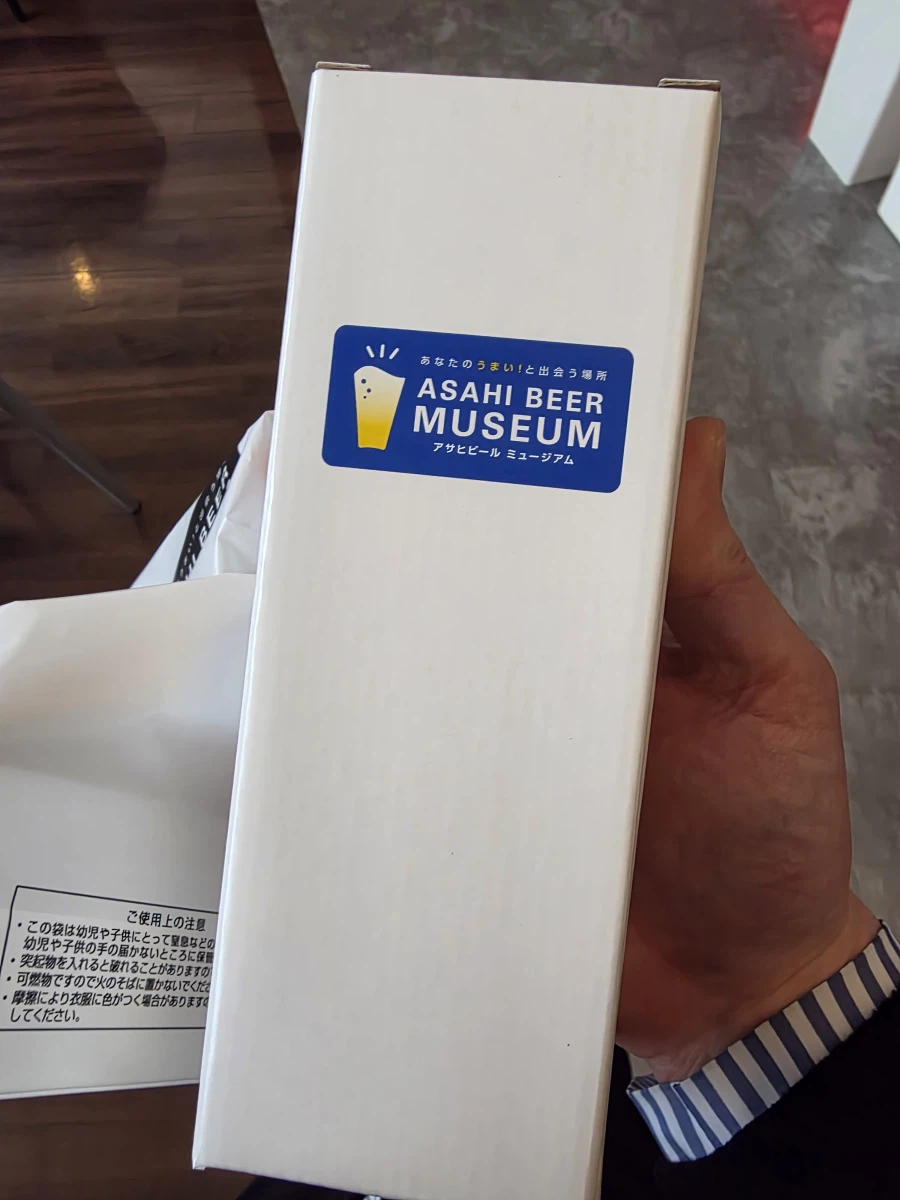 あなたのうまい!と出会う場所
ASAHI BEER
MUSEUM
アサヒビール ミュージアム
BEER
ご使用上の注意
・この袋は幼児や子供にとって窒息などの
幼児や子供の手の届かないところに保管
・突起物を入れると破れることがありますの
・可燃物ですので火のそばに置かないでくだ
・摩擦により衣服に色がつく場合がありますの
してください。